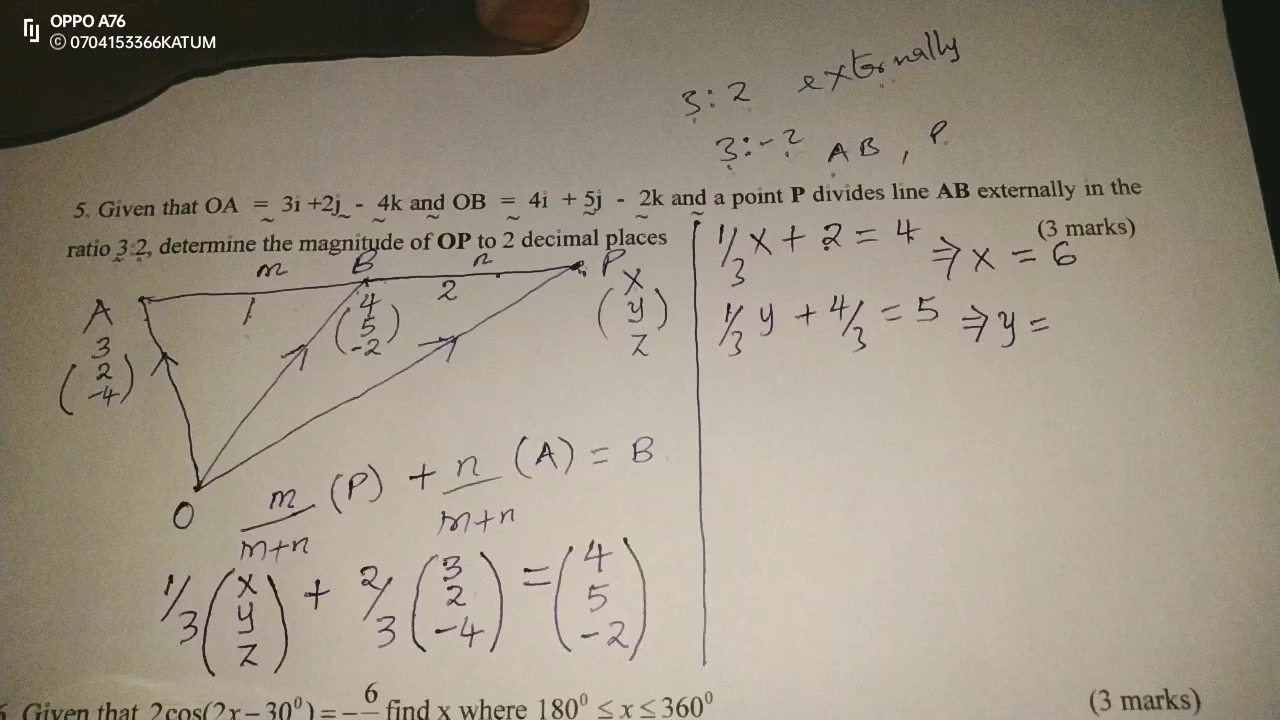 OPPO A76
© 0704153366KATUM
3:2 externally
3:-2 AB, P
5. Given that OA = 3i +2j - 4k and OB = 4i + 5j - 2k and a point P divides line AB externally in the
ratio 3:2, determine the magnitude of OP to 2 decimal places
(3 marks)
m B n P
A 1 2
(3 2 -4)
(4 5 -2)
(x y z)
O
m/m+n (P) + n/m+n (A) = B
1/3 (x y z) + 2/3 (3 2 -4) = (4 5 -2)
1/3 x + 2 = 4 ⇒ x = 6
1/3 y + 4/3 = 5 ⇒ y =
Given that 2cos(2x – 30⁰) = – 6 find x where 180⁰ ≤ x ≤ 360⁰
(3 marks)